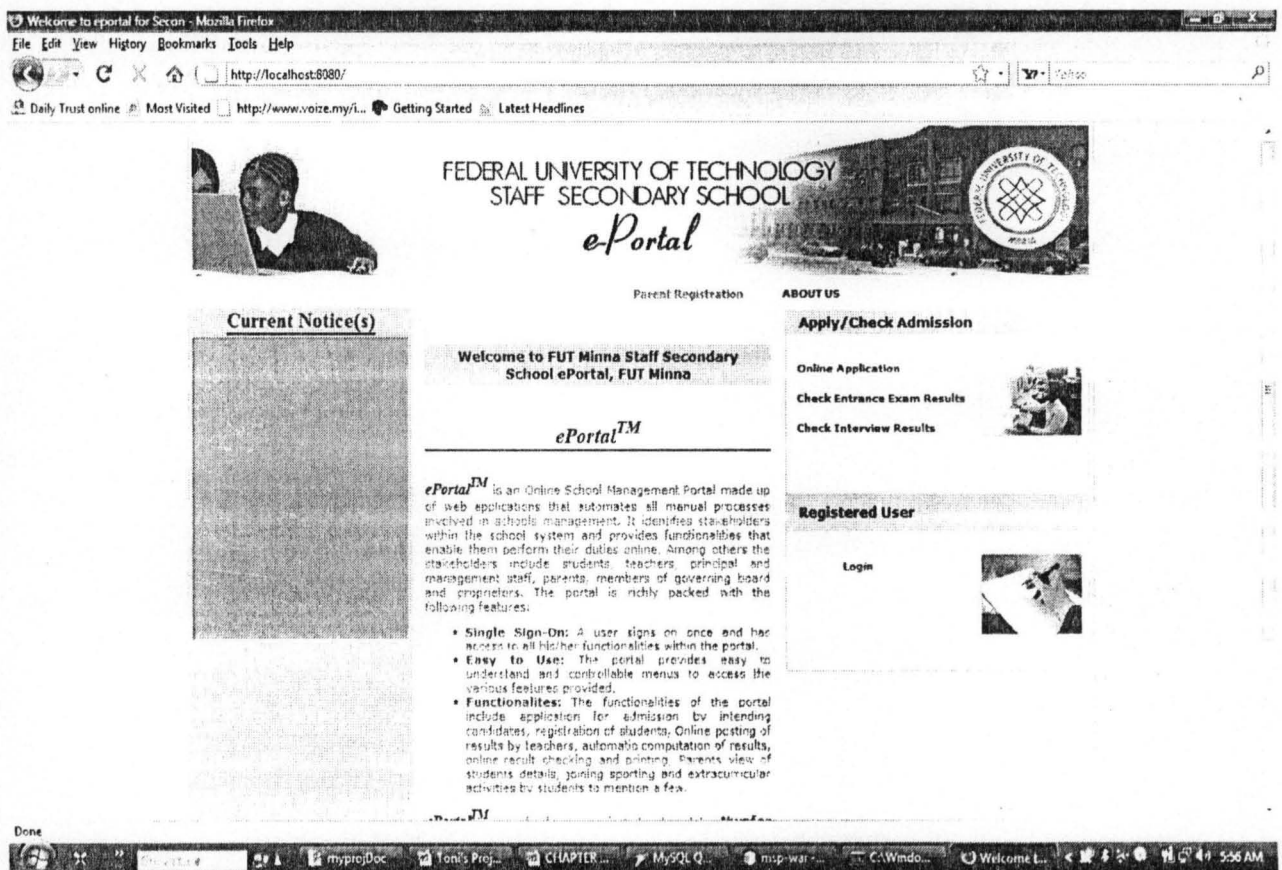 Welcome to eportal for Secon - Mozilla Firefox
File Edit View History Bookmarks Tools Help
http://localhost:8080/
Yahoo
Daily Trust online Most Visited http://www.voize.my/i... Getting Started Latest Headlines
FEDERAL UNIVERSITY OF TECHNOLOGY
STAFF SECONDARY SCHOOL
e-Portal
FEDERAL UNIVERSITY OF TECHNOLOGY
MINNA
Parent Registration ABOUT US
Current Notice(s)
Welcome to FUT Minna Staff Secondary
School ePortal, FUT Minna
ePortal™
ePortal™ is an Online School Management Portal made up
of web applications that automates all manual processes
involved in schools management. It identifies stakeholders
within the school system and provides functionalities that
enable them perform their duties online. Among others the
stakeholders include students, teachers, principal and
management staff, parents, members of governing board
and proprietors. The portal is richly packed with the
following features:
• Single Sign-On: A user signs on once and has
access to all his/her functionalities within the portal.
• Easy to Use: The portal provides easy to
understand and controllable menus to access the
various features provided.
• Functionalites: The functionalities of the portal
include application for admission by intending
candidates, registration of students, Online posting of
results by teachers, automatic computation of results,
online result checking and printing, Parents view of
students details, joining sporting and extracurricular
activities by students to mention a few.
Apply/Check Admission
Online Application
Check Entrance Exam Results
Check Interview Results
Registered User
Login
Done
myprojDoc Toni's Proj... CHAPTER ... MySQL Q... msp-war -... C:\Windo... Welcome t... 5:56 AM